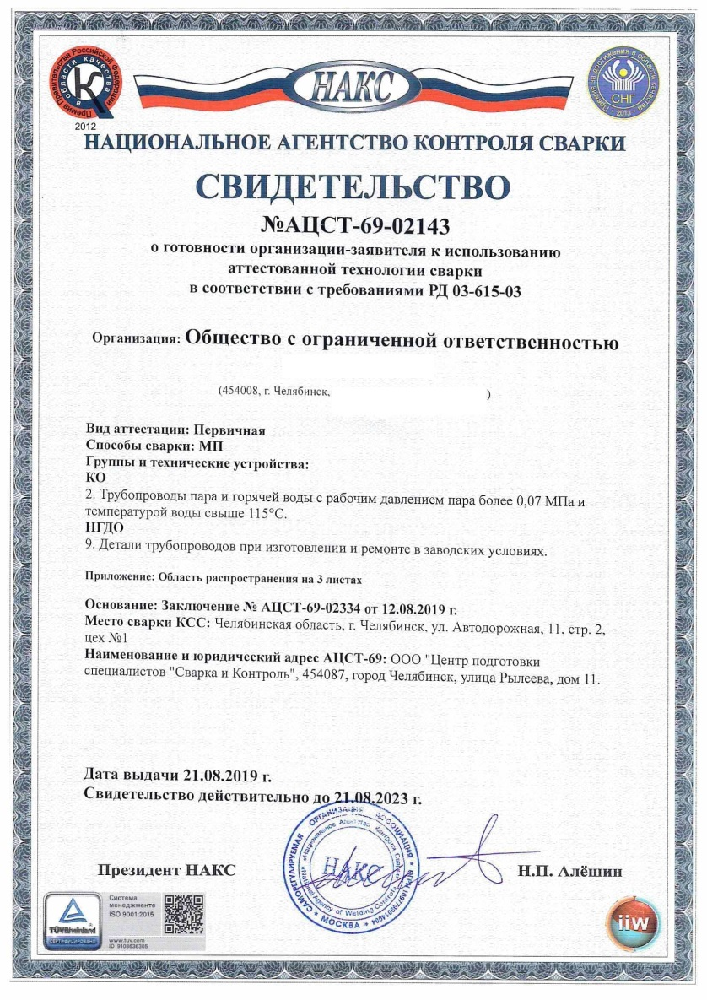 Премия Правительства Российской Федерации
в области качества
2012
НАКС
Премия за достижения в области качества
СНГ
2013
НАЦИОНАЛЬНОЕ АГЕНТСТВО КОНТРОЛЯ СВАРКИ
СВИДЕТЕЛЬСТВО
№АЦСТ-69-02143
о готовности организации-заявителя к использованию
аттестованной технологии сварки
в соответствии с требованиями РД 03-615-03
Организация: Общество с ограниченной ответственностью
(454008, г. Челябинск, )
Вид аттестации: Первичная
Способы сварки: МП
Группы и технические устройства:
КО
2. Трубопроводы пара и горячей воды с рабочим давлением пара более 0,07 МПа и
температурой воды свыше 115°С.
НГДО
9. Детали трубопроводов при изготовлении и ремонте в заводских условиях.
Приложение: Область распространения на 3 листах
Основание: Заключение № АЦСТ-69-02334 от 12.08.2019 г.
Место сварки КСС: Челябинская область, г. Челябинск, ул. Автодорожная, 11, стр. 2,
цех №1
Наименование и юридический адрес АЦСТ-69: ООО "Центр подготовки
специалистов "Сварка и Контроль", 454087, город Челябинск, улица Рылеева, дом 11.
Дата выдачи 21.08.2019 г.
Свидетельство действительно до 21.08.2023 г.
САМОРЕГУЛИРУЕМАЯ ОРГАНИЗАЦИЯ АССОЦИАЦИЯ
«Национальное Агентство Контроля Сварки»
НАКС
National Agency of Welding Control
МОСКВА
Президент НАКС
Н.П. Алёшин
TÜVRheinland
СЕРТИФИЦИРОВАНО
Система
менеджмента
ISO 9001:2015
www.tuv.com
ID 9108636305
iiw